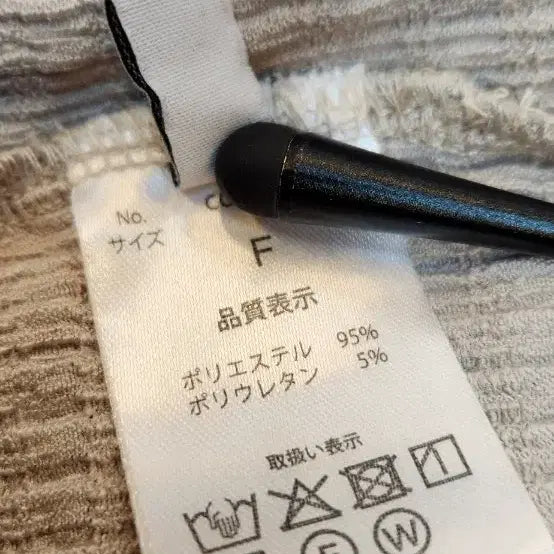 No.
サイズ
F
品質表示
ポリエステル 95%
ポリウレタン 5%
取扱い表示
F W